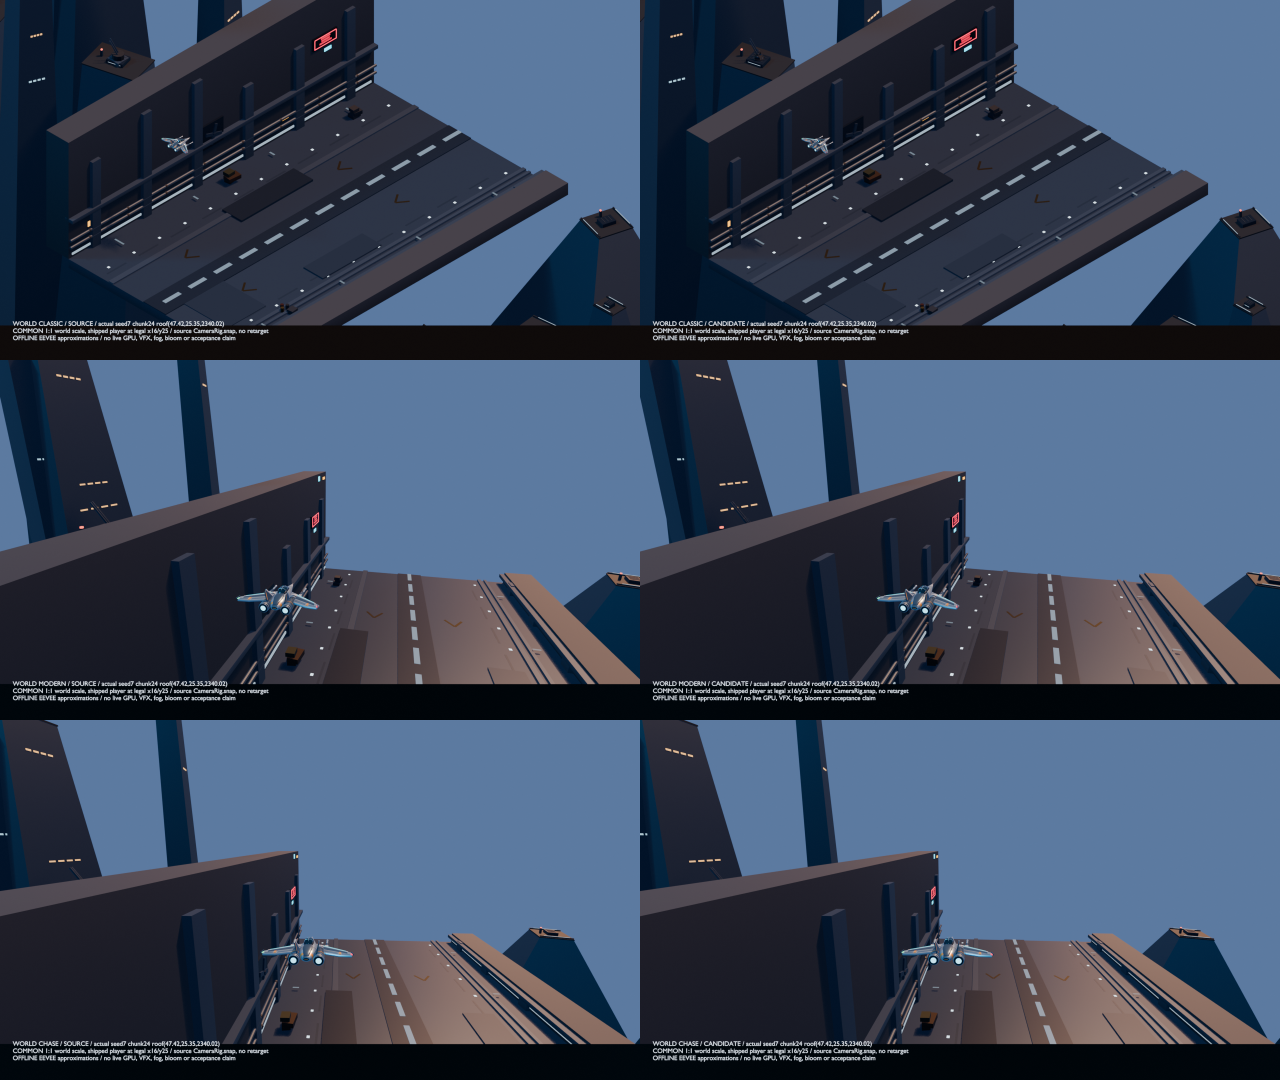 WORLD CLASSIC / SOURCE / actual seed7 chunk24 roof(47.42,25.35,2340.02)
COMMON 1:1 world scale, shipped player at legal x16/y25 / source CameraRig.snap, no retarget
OFFLINE EEVEE approximations / no live GPU, VFX, fog, bloom or acceptance claim
WORLD CLASSIC / CANDIDATE / actual seed7 chunk24 roof(47.42,25.35,2340.02)
COMMON 1:1 world scale, shipped player at legal x16/y25 / source CameraRig.snap, no retarget
OFFLINE EEVEE approximations / no live GPU, VFX, fog, bloom or acceptance claim
WORLD MODERN / SOURCE / actual seed7 chunk24 roof(47.42,25.35,2340.02)
COMMON 1:1 world scale, shipped player at legal x16/y25 / source CameraRig.snap, no retarget
OFFLINE EEVEE approximations / no live GPU, VFX, fog, bloom or acceptance claim
WORLD MODERN / CANDIDATE / actual seed7 chunk24 roof(47.42,25.35,2340.02)
COMMON 1:1 world scale, shipped player at legal x16/y25 / source CameraRig.snap, no retarget
OFFLINE EEVEE approximations / no live GPU, VFX, fog, bloom or acceptance claim
WORLD CHASE / SOURCE / actual seed7 chunk24 roof(47.42,25.35,2340.02)
COMMON 1:1 world scale, shipped player at legal x16/y25 / source CameraRig.snap, no retarget
OFFLINE EEVEE approximations / no live GPU, VFX, fog, bloom or acceptance claim
WORLD CHASE / CANDIDATE / actual seed7 chunk24 roof(47.42,25.35,2340.02)
COMMON 1:1 world scale, shipped player at legal x16/y25 / source CameraRig.snap, no retarget
OFFLINE EEVEE approximations / no live GPU, VFX, fog, bloom or acceptance claim